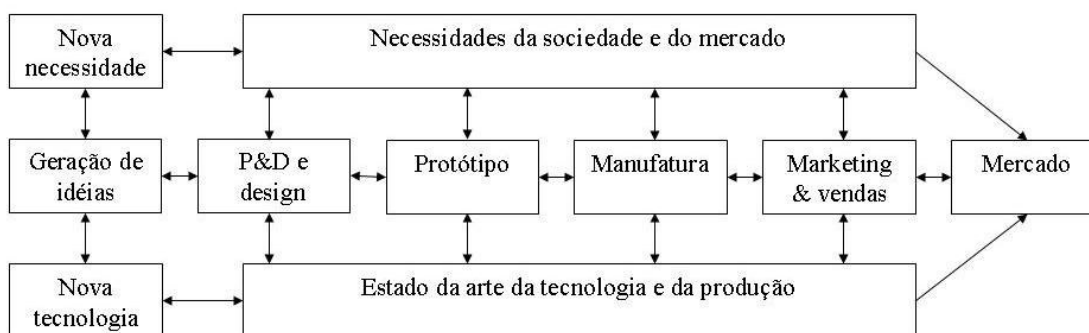 Nova
necessidade
Necessidades da sociedade e do mercado
Geração de
idéias
P&D e
design
Protótipo
Manufatura
Marketing
& vendas
Mercado
Nova
tecnologia
Estado da arte da tecnologia e da produção